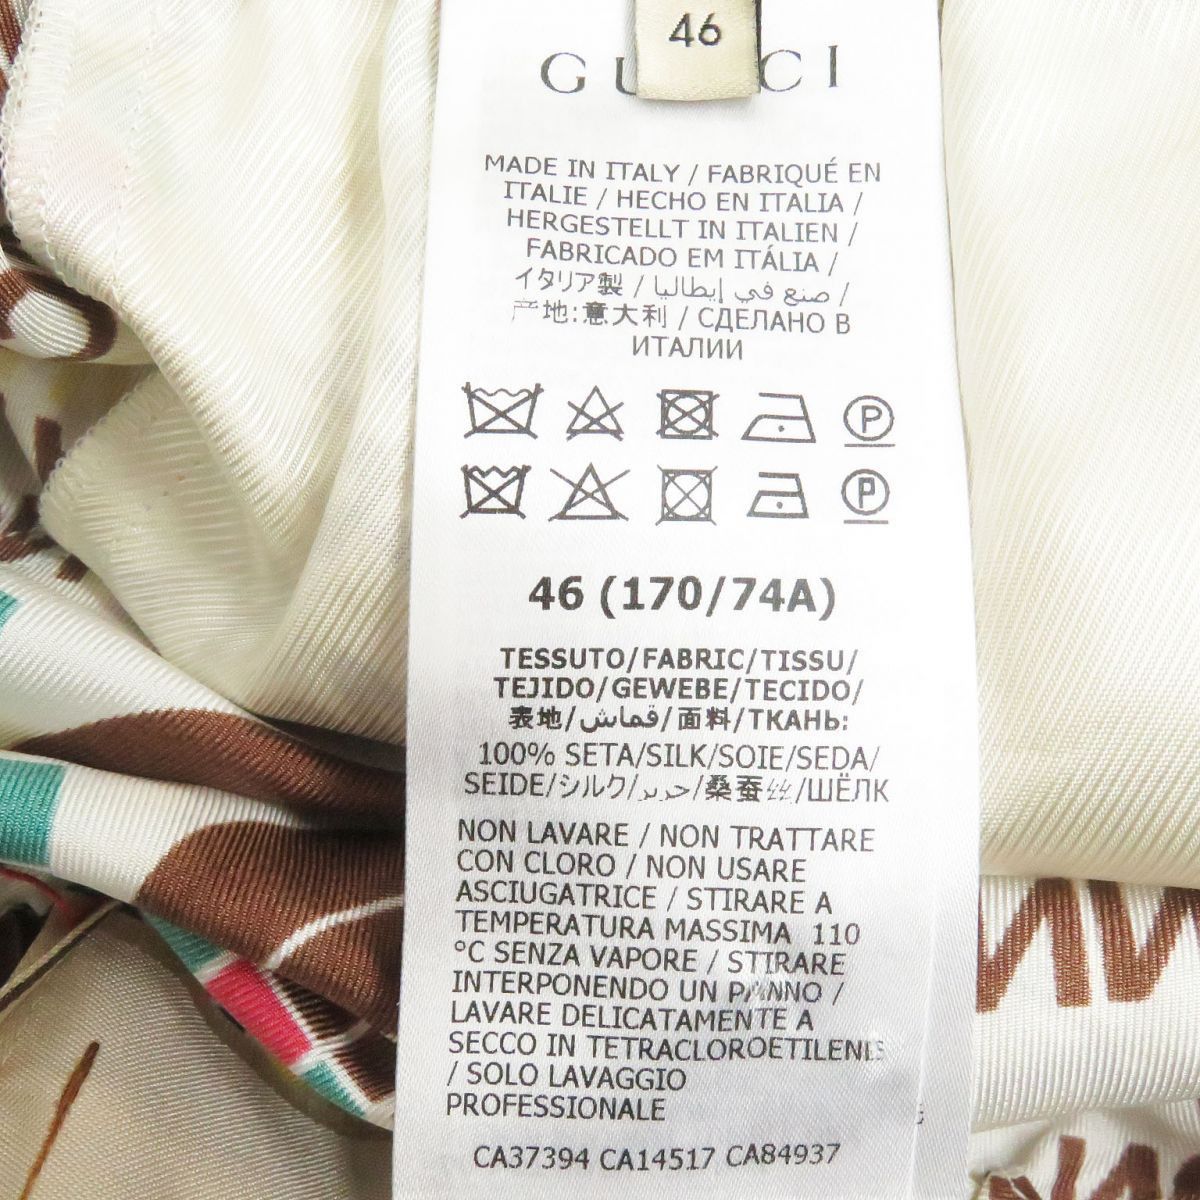 46
GUCCI
MADE IN ITALY / FABRIQUÉ EN
ITALIE / HECHO EN ITALIA /
HERGESTELLT IN ITALIEN /
FABRICADO EM ITÁLIA /
イタリア製 / صنع في إيطاليا /
产地:意大利 / СДЕЛАНО В
ИТАЛИИ
P
P
46 (170/74A)
TESSUTO/FABRIC/TISSU/
TEJIDO/GEWEBE/TECIDO/
表地/قماش/面料/ТКАНЬ:
100% SETA/SILK/SOIE/SEDA/
SEIDE/シルク/حرير/桑蚕丝/ШЁЛК
NON LAVARE / NON TRATTARE
CON CLORO / NON USARE
ASCIUGATRICE / STIRARE A
TEMPERATURA MASSIMA 110
°C SENZA VAPORE / STIRARE
INTERPONENDO UN PANNO /
LAVARE DELICATAMENTE A
SECCO IN TETRACLOROETILENE
/ SOLO LAVAGGIO
PROFESSIONALE
CA37394 CA14517 CA84937